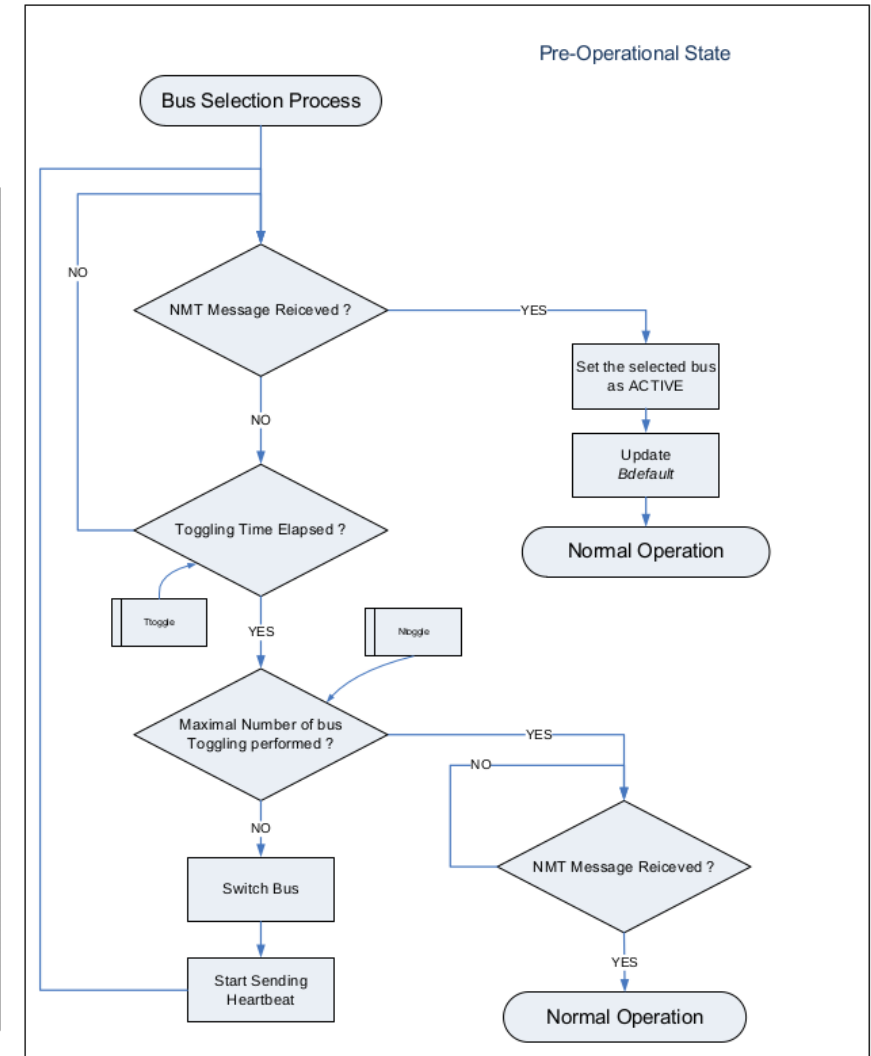 Pre-Operational State
Bus Selection Process
NO
NMT Message Reiceved ?
YES
Set the selected bus
as ACTIVE
NO
Update
Bdefault
Toggling Time Elapsed ?
Normal Operation
Ttoggle
Ntoggle
YES
Maximal Number of bus
Toggling performed ?
YES
NO
NO
NMT Message Reiceved ?
Switch Bus
YES
Start Sending
Heartbeat
Normal Operation